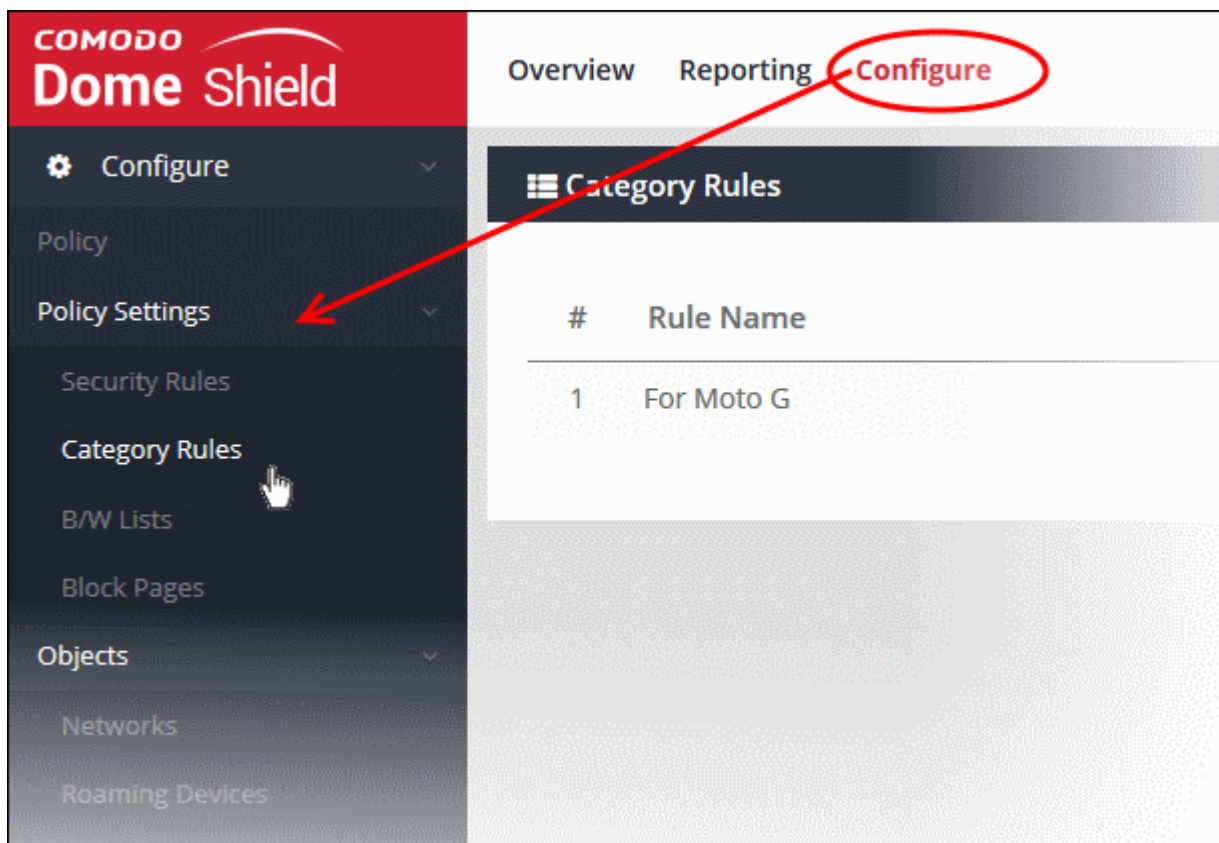 COMODO
Dome Shield
Overview Reporting Configure
Configure
Policy
Policy Settings
Security Rules
Category Rules
B/W Lists
Block Pages
Objects
Networks
Roaming Devices
Category Rules
# Rule Name
1 For Moto G